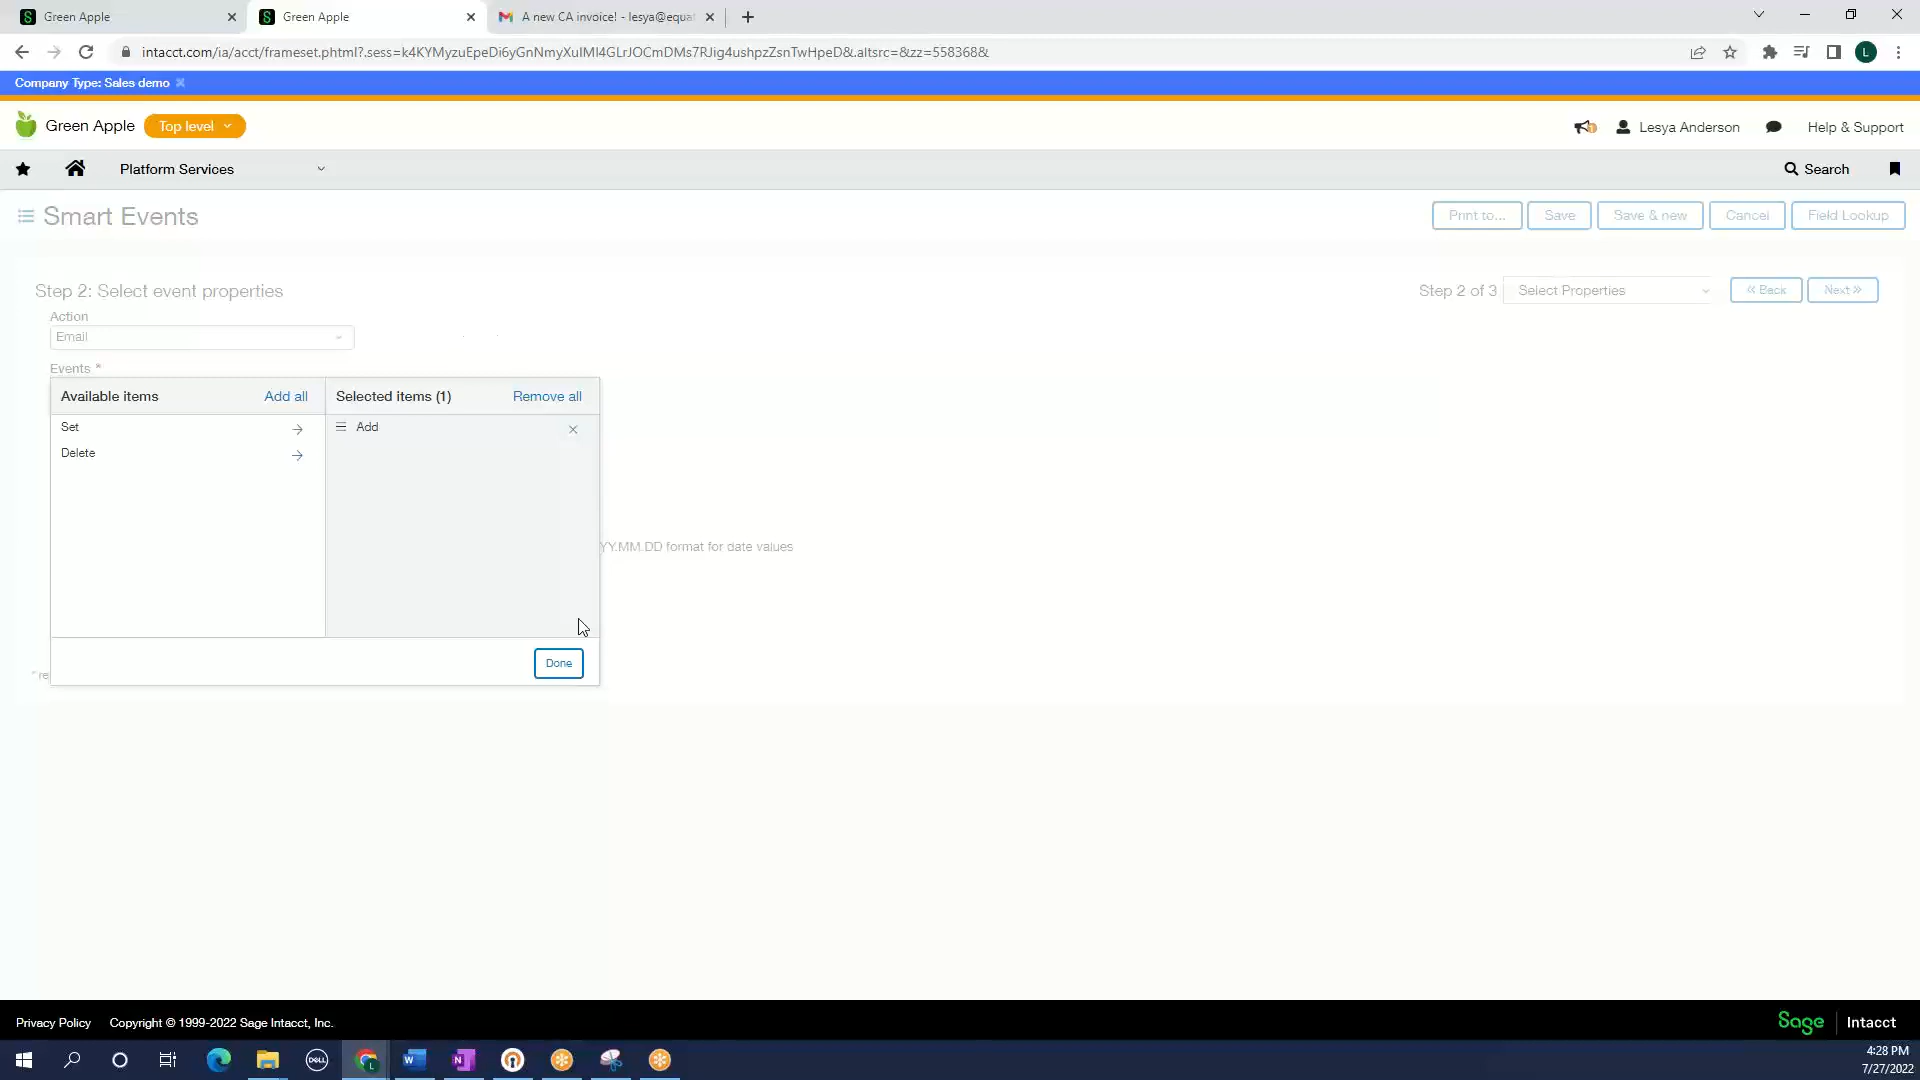 Green Apple
Green Apple
A new CA invoice! - lesya@equat
intacct.com/ia/acct/frameset.phtml?.sess=k4KYMyzuEpeDi6yGnNmyXuIMl4GLrJOCmDMs7RJig4ushpzZsnTwHpeD&.altsrc=&zz=558368&
L
Company Type: Sales demo
Green Apple
Top level
Lesya Anderson
Help & Support
Platform Services
Search
Smart Events
Print to...
Save
Save & new
Cancel
Field Lookup
Step 2: Select event properties
Step 2 of 3
Select Properties
« Back
Next »
Action
Email
Events *
Available items
Add all
Selected items (1)
Remove all
Set
Add
Delete
YY.MM.DD format for date values
Done
* re
Privacy Policy
Copyright © 1999-2022 Sage Intacct, Inc.
Sage
Intacct
DELL
4:28 PM
7/27/2022